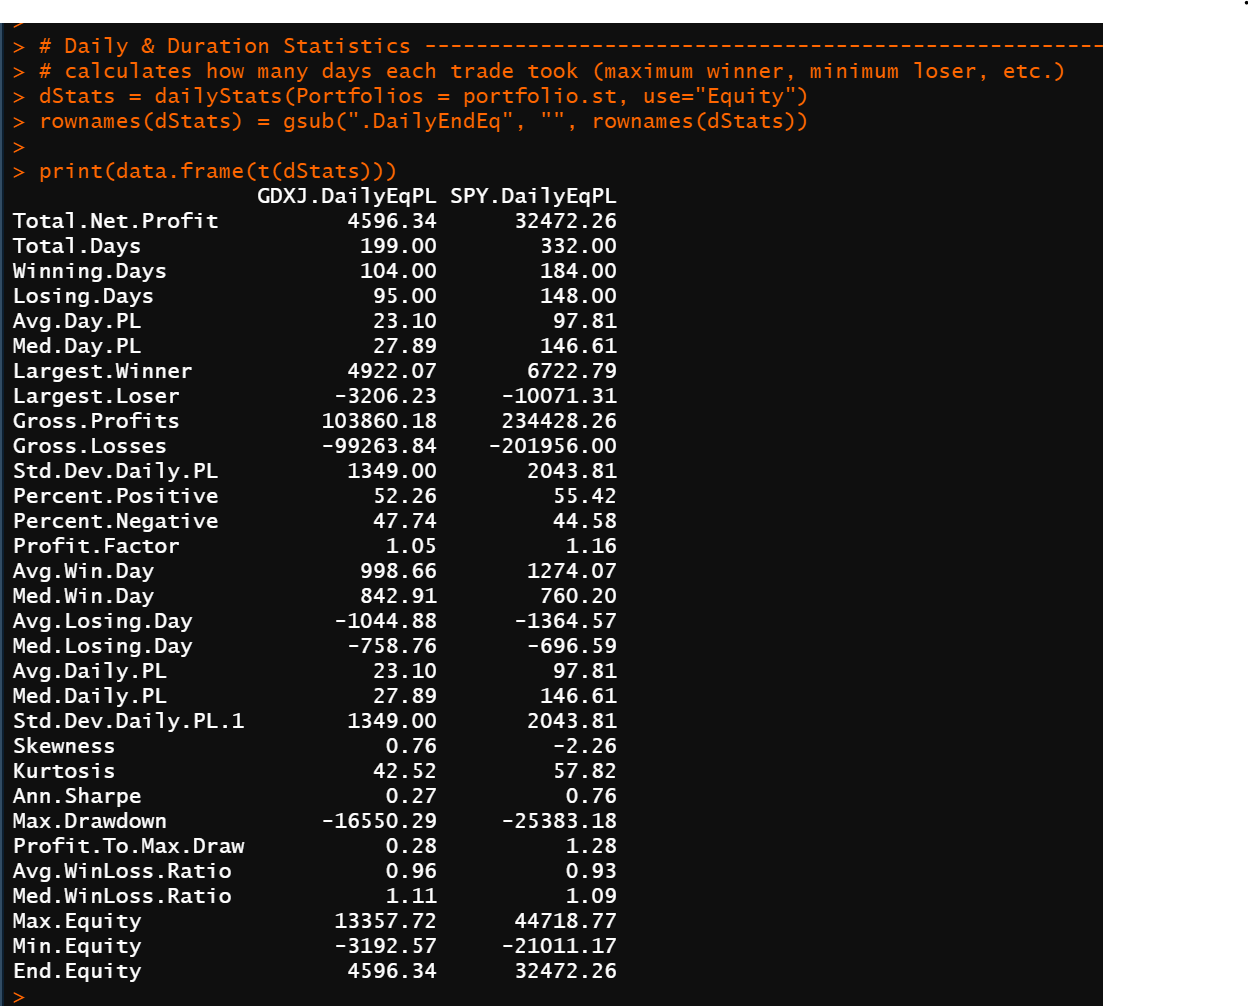 >
> # Daily & Duration Statistics -----------------------------------------------------
> # calculates how many days each trade took (maximum winner, minimum loser, etc.)
> dStats = dailyStats(Portfolios = portfolio.st, use="Equity")
> rownames(dStats) = gsub(".DailyEndEq", "", rownames(dStats))
>
> print(data.frame(t(dStats)))
GDXJ.DailyEqPL SPY.DailyEqPL
Total.Net.Profit 4596.34 32472.26
Total.Days 199.00 332.00
Winning.Days 104.00 184.00
Losing.Days 95.00 148.00
Avg.Day.PL 23.10 97.81
Med.Day.PL 27.89 146.61
Largest.Winner 4922.07 6722.79
Largest.Loser -3206.23 -10071.31
Gross.Profits 103860.18 234428.26
Gross.Losses -99263.84 -201956.00
Std.Dev.Daily.PL 1349.00 2043.81
Percent.Positive 52.26 55.42
Percent.Negative 47.74 44.58
Profit.Factor 1.05 1.16
Avg.Win.Day 998.66 1274.07
Med.Win.Day 842.91 760.20
Avg.Losing.Day -1044.88 -1364.57
Med.Losing.Day -758.76 -696.59
Avg.Daily.PL 23.10 97.81
Med.Daily.PL 27.89 146.61
Std.Dev.Daily.PL.1 1349.00 2043.81
Skewness 0.76 -2.26
Kurtosis 42.52 57.82
Ann.Sharpe 0.27 0.76
Max.Drawdown -16550.29 -25383.18
Profit.To.Max.Draw 0.28 1.28
Avg.WinLoss.Ratio 0.96 0.93
Med.WinLoss.Ratio 1.11 1.09
Max.Equity 13357.72 44718.77
Min.Equity -3192.57 -21011.17
End.Equity 4596.34 32472.26
>